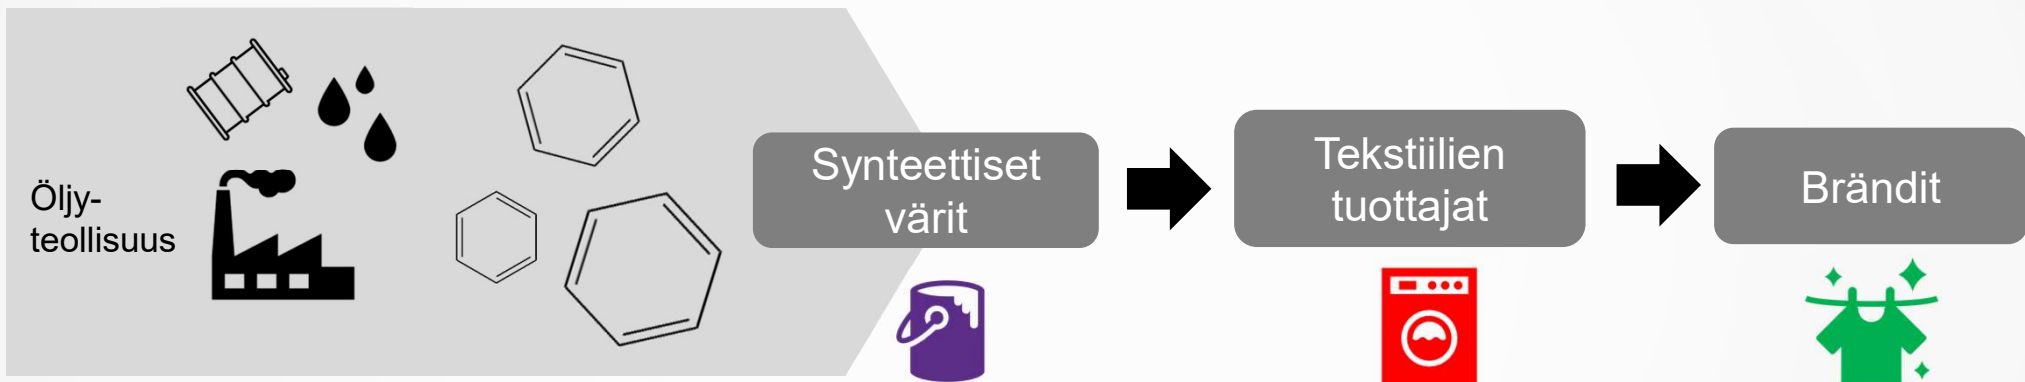 Öljy-
teollisuus
Synteettiset
värit
Tekstiilien
tuottajat
Brändit